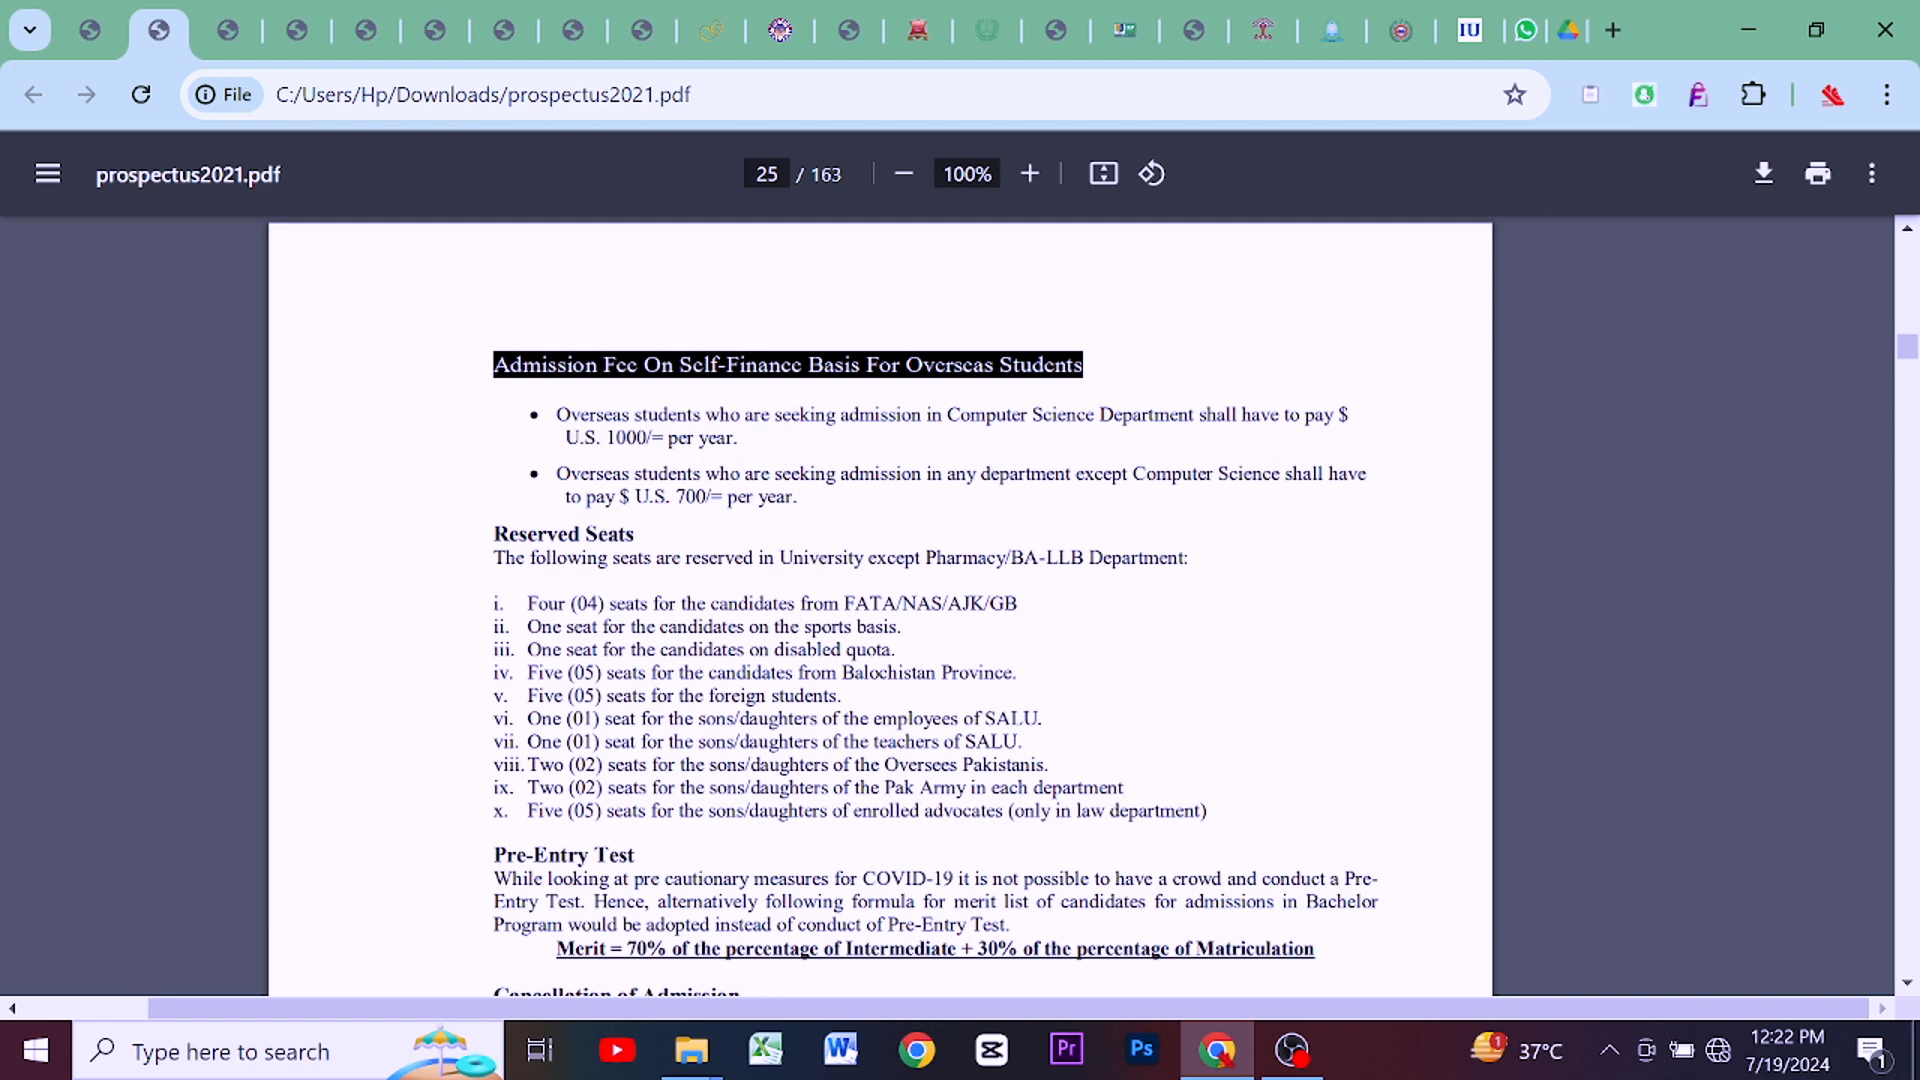 IU
File
C:/Users/Hp/Downloads/prospectus2021.pdf
prospectus2021.pdf
25 / 163
100%
Admission Fee On Self-Finance Basis For Overseas Students
• Overseas students who are seeking admission in Computer Science Department shall have to pay $
U.S. 1000/= per year.
• Overseas students who are seeking admission in any department except Computer Science shall have
to pay $ U.S. 700/= per year.
Reserved Seats
The following seats are reserved in University except Pharmacy/BA-LLB Department:
i. Four (04) seats for the candidates from FATA/NAS/AJK/GB
ii. One seat for the candidates on the sports basis.
iii. One seat for the candidates on disabled quota.
iv. Five (05) seats for the candidates from Balochistan Province.
v. Five (05) seats for the foreign students.
vi. One (01) seat for the sons/daughters of the employees of SALU.
vii. One (01) seat for the sons/daughters of the teachers of SALU.
viii. Two (02) seats for the sons/daughters of the Oversees Pakistanis.
ix. Two (02) seats for the sons/daughters of the Pak Army in each department
x. Five (05) seats for the sons/daughters of enrolled advocates (only in law department)
Pre-Entry Test
While looking at pre cautionary measures for COVID-19 it is not possible to have a crowd and conduct a Pre-
Entry Test. Hence, alternatively following formula for merit list of candidates for admissions in Bachelor
Program would be adopted instead of conduct of Pre-Entry Test.
Merit = 70% of the percentage of Intermediate + 30% of the percentage of Matriculation
Cancellation of Admission
Type here to search
Pr
Ps
1
37°C
12:22 PM
7/19/2024
1